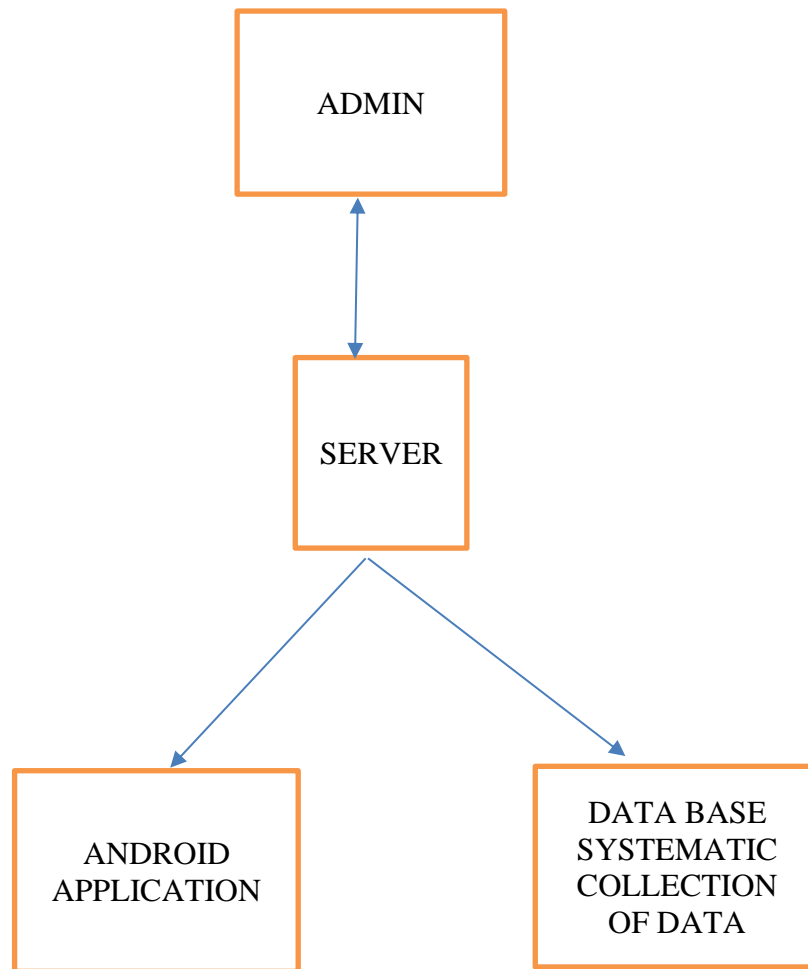 ADMIN
SERVER
ANDROID
APPLICATION
DATA BASE
SYSTEMATIC
COLLECTION
OF DATA